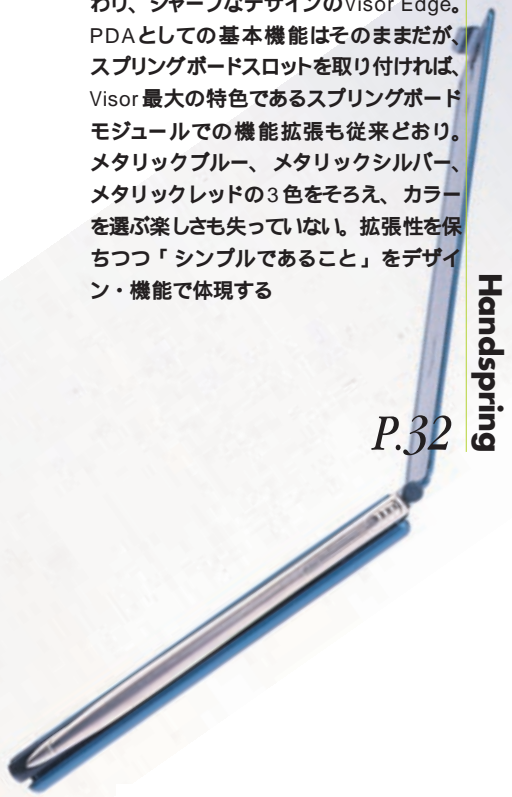 わり、シャープなデザインのVisor Edge。
PDAとしての基本機能はそのままだが、
スプリングボードスロットを取り付ければ、
Visor最大の特色であるスプリングボード
モジュールでの機能拡張も従来どおり。
メタリックブルー、メタリックシルバー、
メタリックレッドの3色をそろえ、カラー
を選ぶ楽しさも失っていない。拡張性を保
ちつつ「シンプルであること」をデザイ
ン・機能で体現する
Handspring
P.32